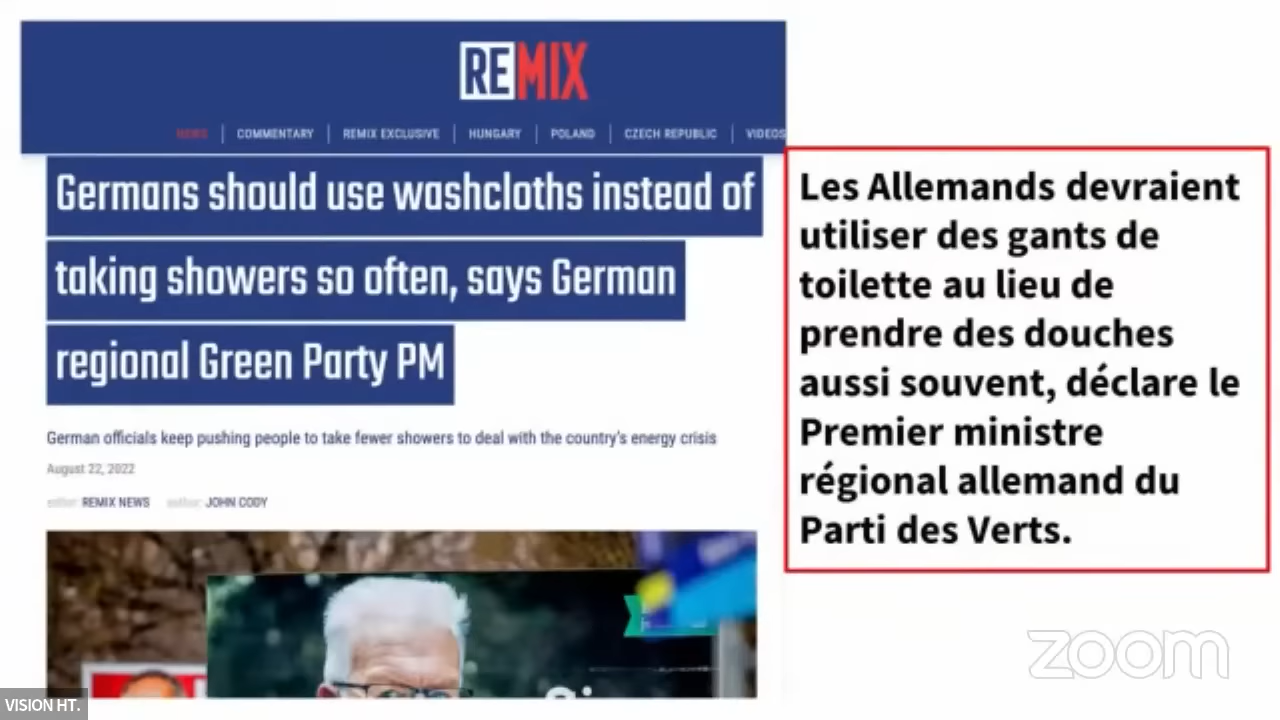 REMIX
NEWS
COMMENTARY
REMIX EXCLUSIVE
HUNGARY
POLAND
CZECH REPUBLIC
VIDEOS
Germans should use washcloths instead of
taking showers so often, says German
regional Green Party PM
German officials keep pushing people to take fewer showers to deal with the country's energy crisis
August 22, 2022
editor: REMIX NEWS author: JOHN CODY
Les Allemands devraient
utiliser des gants de
toilette au lieu de
prendre des douches
aussi souvent, déclare le
Premier ministre
régional allemand du
Parti des Verts.
zoom
VISION HT.